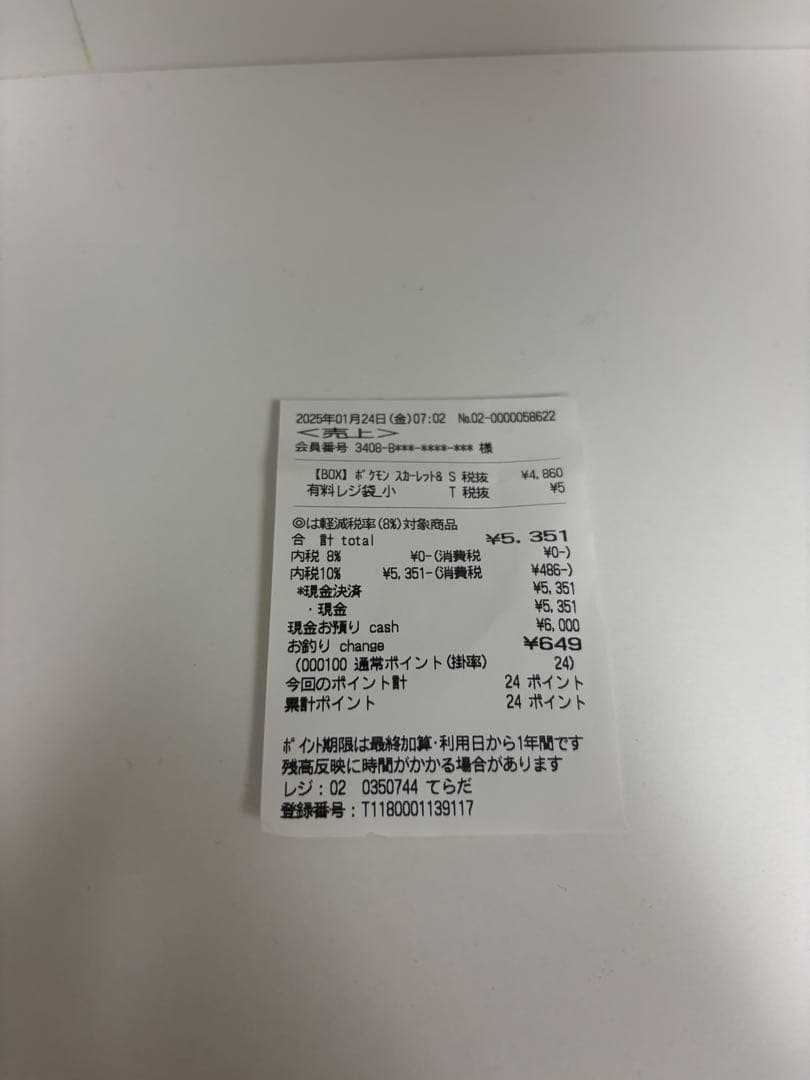 2025年01月24日(金)07:02 №02-0000058622
<売上>
会員番号 3408-8***-****-*** 様
【BOX】ﾎﾟｹﾓﾝ ｽｶｰﾚｯﾄ& S 税抜 ¥4,860
有料レジ袋_小 T 税抜 ¥5
◎は軽減税率(8%)対象商品
合 計 total ¥5,351
内税 8% ¥0-(消費税 ¥0-)
内税10% ¥5,351-(消費税 ¥486-)
*現金決済 ¥5,351
・現金 ¥5,351
現金お預り cash ¥6,000
お釣り change ¥649
(000100 通常ポイント(掛率) 24)
今回のポイント計 24 ポイント
累計ポイント 24 ポイント
ﾎﾟｲﾝﾄ期限は最終加算・利用日から1年間です
残高反映に時間がかかる場合があります
レジ：02 0350744 てらだ
登録番号：T1180001139117